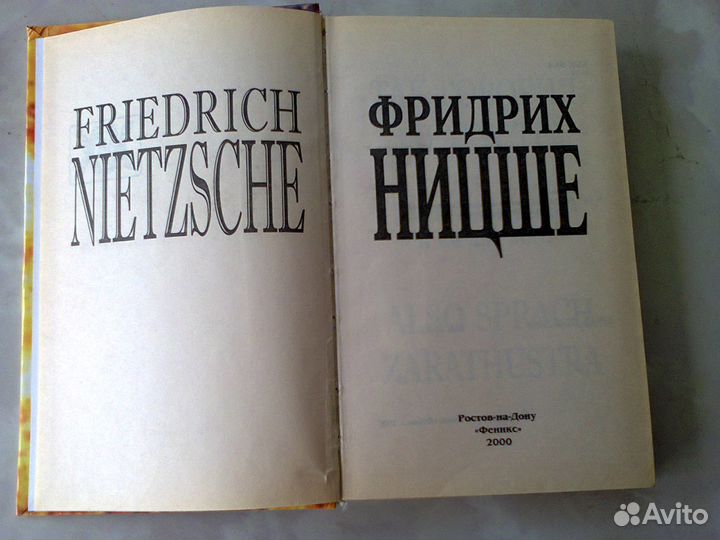 FRIEDRICH
NIETZSCHE
ФРИДРИХ
НИЦШЕ
ALSO SPRACH
ZARATHUSTRA
Ростов-на-Дону
«Феникс»
2000
Avito